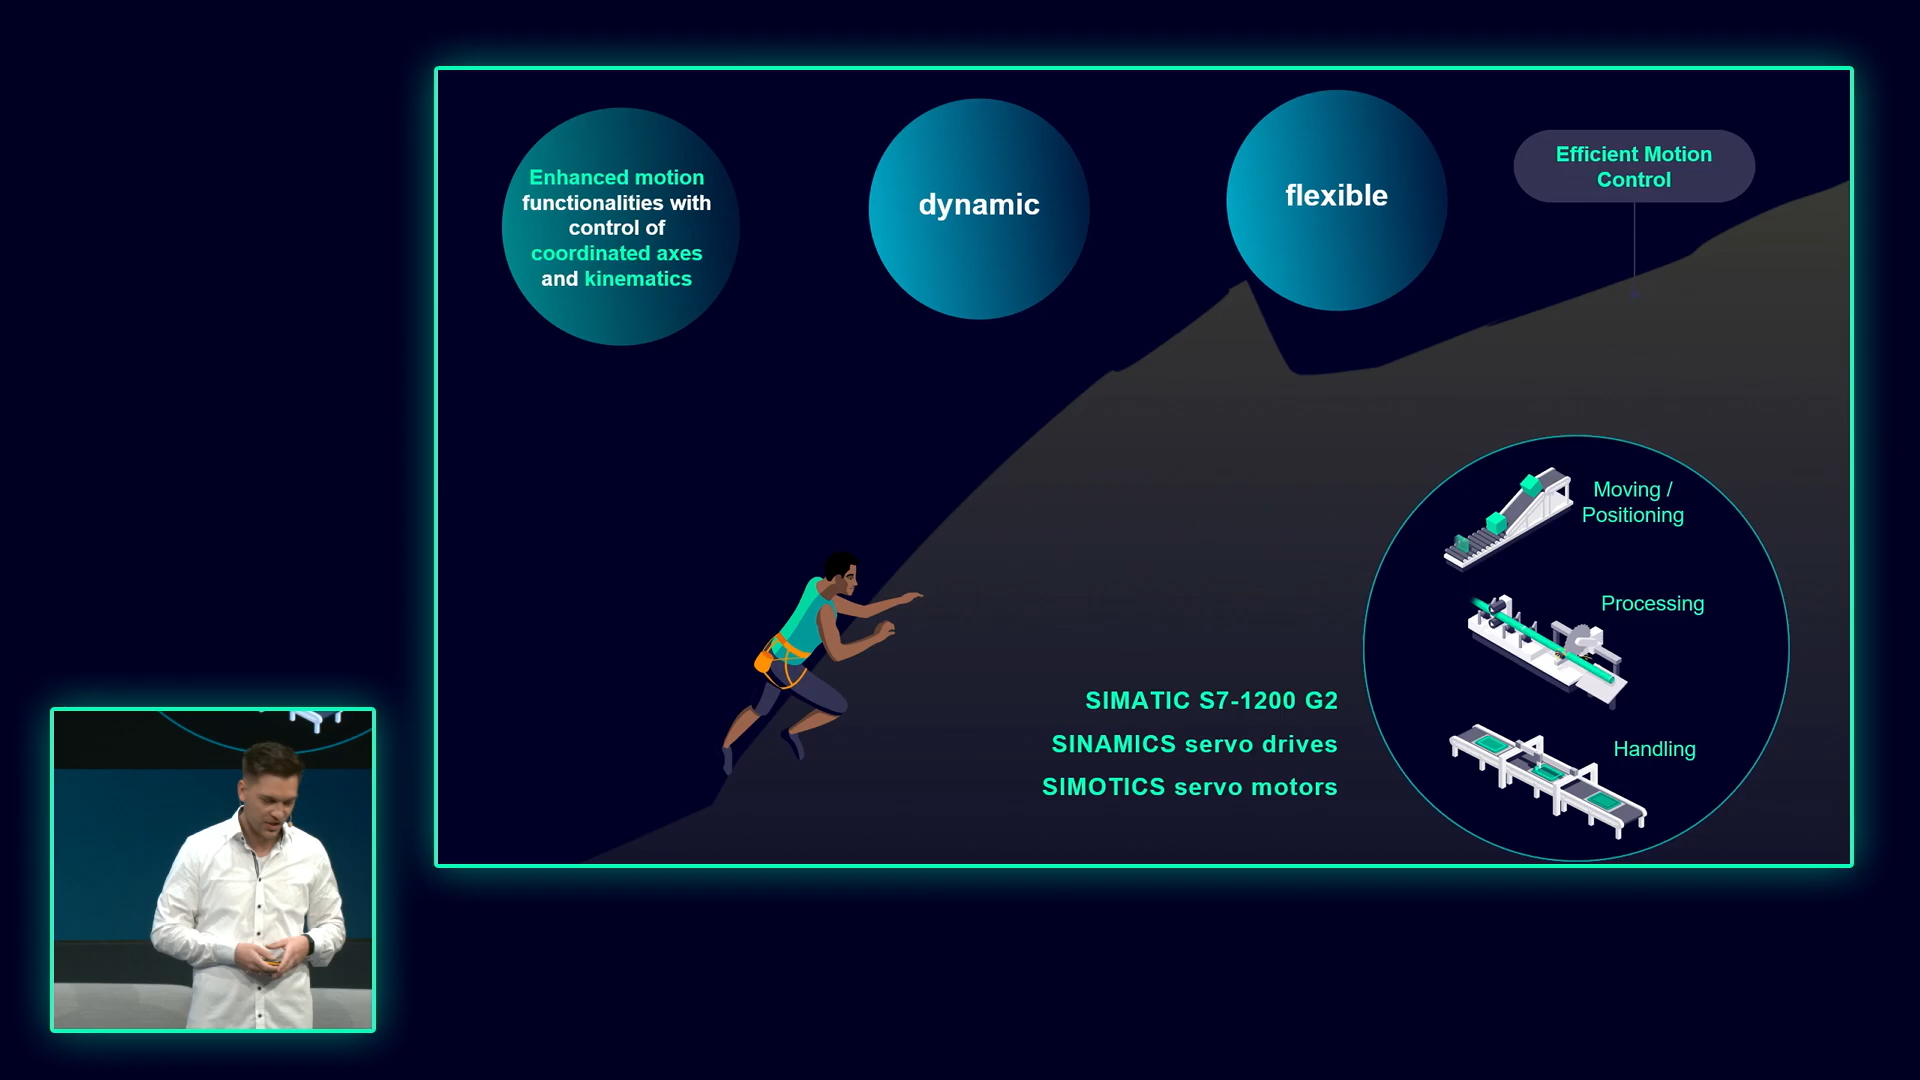 Enhanced motion
functionalities with
control of
coordinated axes
and kinematics
dynamic
flexible
Efficient Motion
Control
Moving /
Positioning
Processing
Handling
SIMATIC S7-1200 G2
SINAMICS servo drives
SIMOTICS servo motors